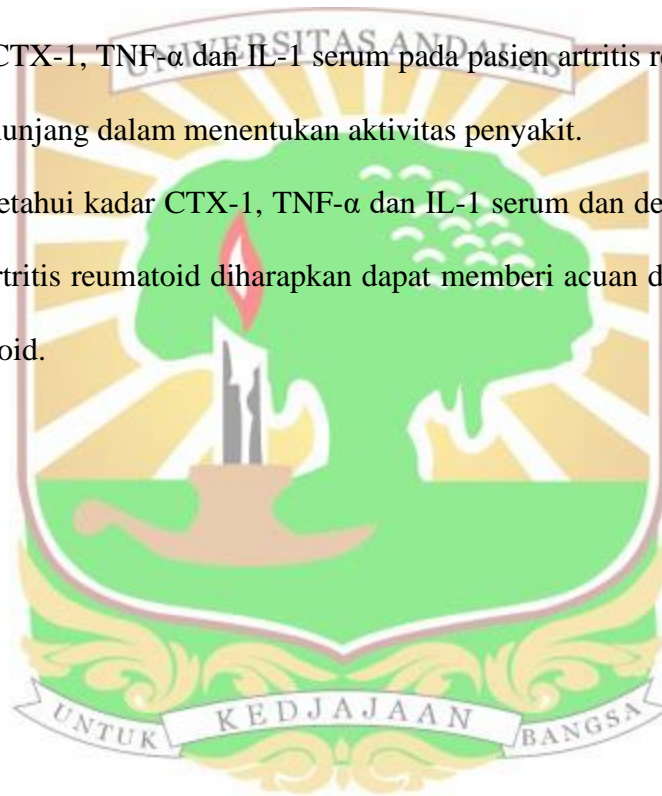 UNIVERSITAS ANDALAS
CTX-1, TNF-α dan IL-1 serum pada pasien artritis
unjang dalam menentukan aktivitas penyakit.
etahui kadar CTX-1, TNF-α dan IL-1 serum dan de
rtritis reumatoid diharapkan dapat memberi acuan d
oid.
UNTUK KEDJAJAAN BANGSA